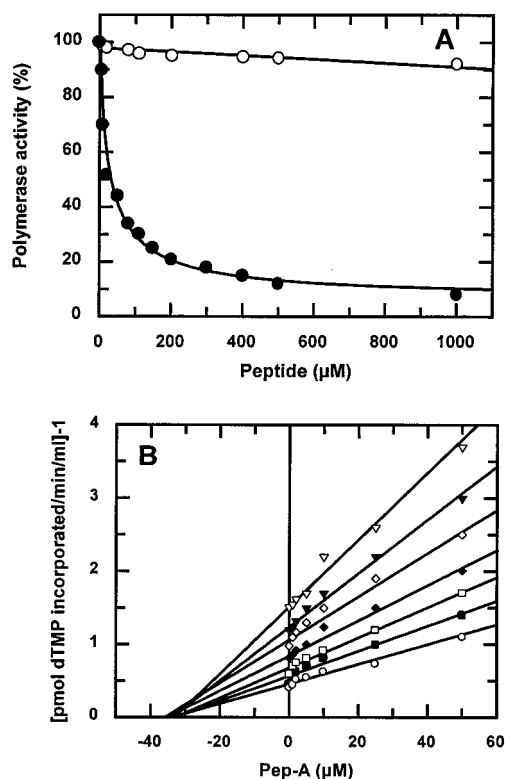 A
Polymerase activity (%)
100
80
60
40
20
0
0 200 400 600 800 1000
Peptide (µM)
B
[pmol dTMP incorporated/min/ml]-1
4
3
2
1
0
-40 -20 0 20 40 60
Pep-A (µM)